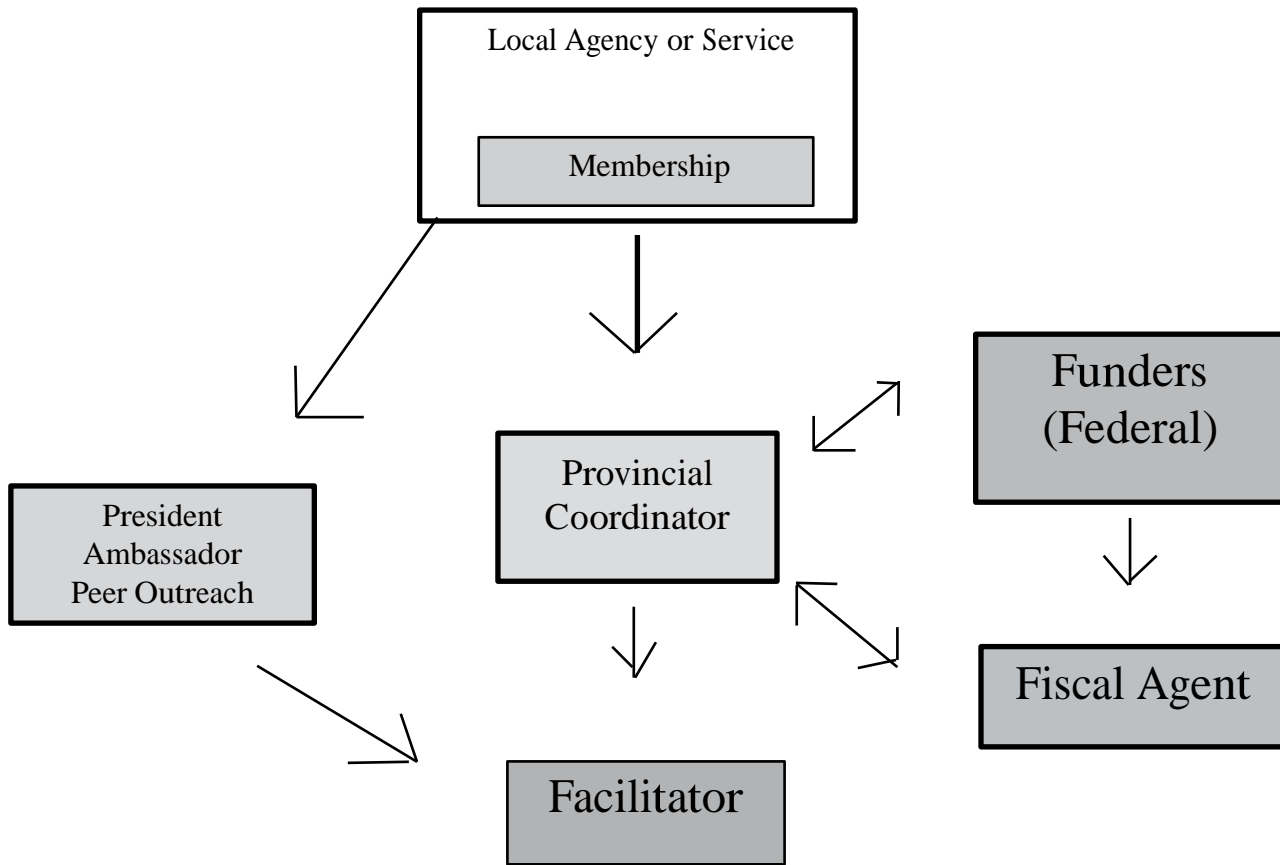 Local Agency or Service
Membership
Funders
(Federal)
Provincial
Coordinator
President
Ambassador
Peer Outreach
Fiscal Agent
Facilitator